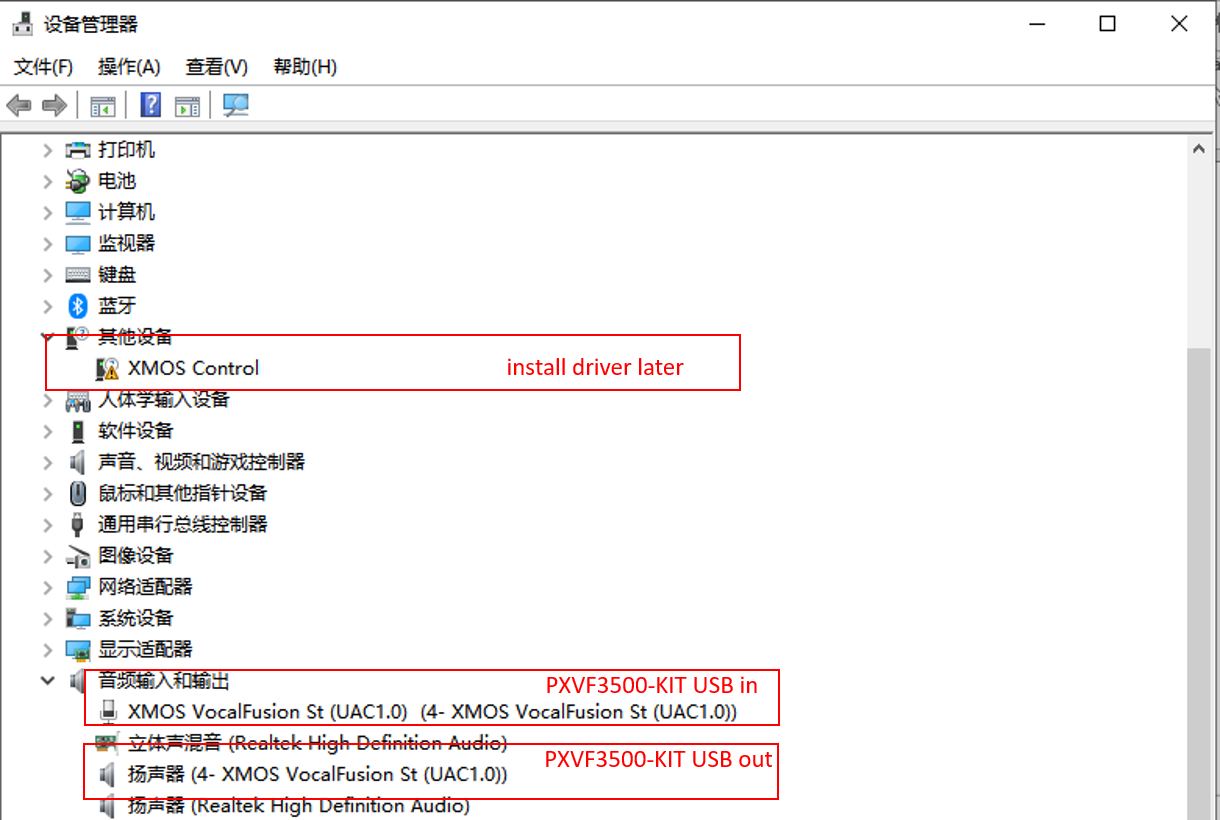 设备管理器
文件(F) 操作(A) 查看(V) 帮助(H)
打印机
电池
计算机
监视器
键盘
蓝牙
其他设备
XMOS Control install driver later
人体学输入设备
软件设备
声音、视频和游戏控制器
鼠标和其他指针设备
通用串行总线控制器
图像设备
网络适配器
系统设备
显示适配器
音频输入和输出 PXVF3500-KIT USB in
XMOS VocalFusion St (UAC1.0) (4- XMOS VocalFusion St (UAC1.0))
立体声混音 (Realtek High Definition Audio)
PXVF3500-KIT USB out
扬声器 (4- XMOS VocalFusion St (UAC1.0))
扬声器 (Realtek High Definition Audio)